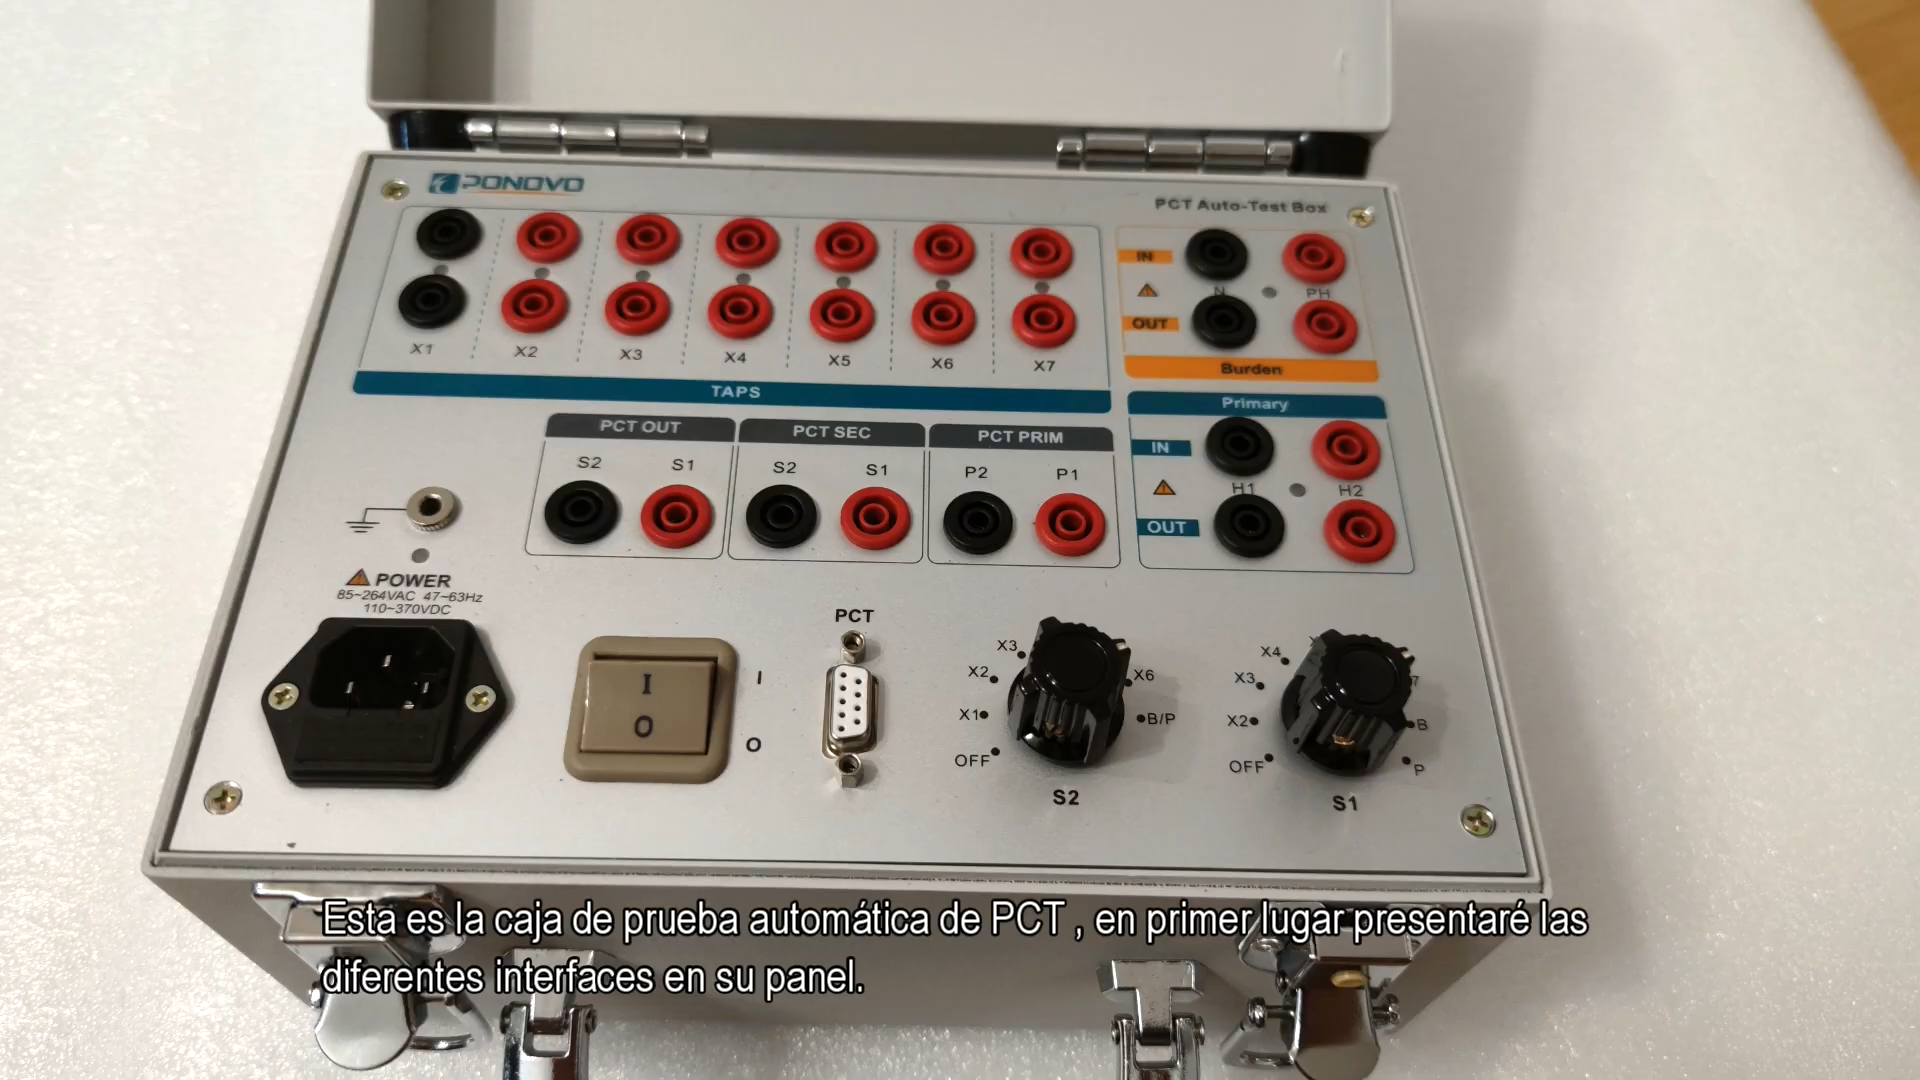 PONOVO
PCT Auto-Test Box
X1 X2 X3 X4 X5 X6 X7
TAPS
IN
N PH
OUT
Burden
Primary
IN
H1 H2
OUT
PCT OUT PCT SEC PCT PRIM
S2 S1 S2 S1 P2 P1
POWER
85~264VAC 47~63Hz
110~370VDC
I
O
I
O
PCT
X3
X2
X1
OFF
X6
B/P
S2
X4
X3
X2
OFF
7
B
P
S1
Esta es la caja de prueba automática de PCT , en primer lugar presentaré las
diferentes interfaces en su panel.